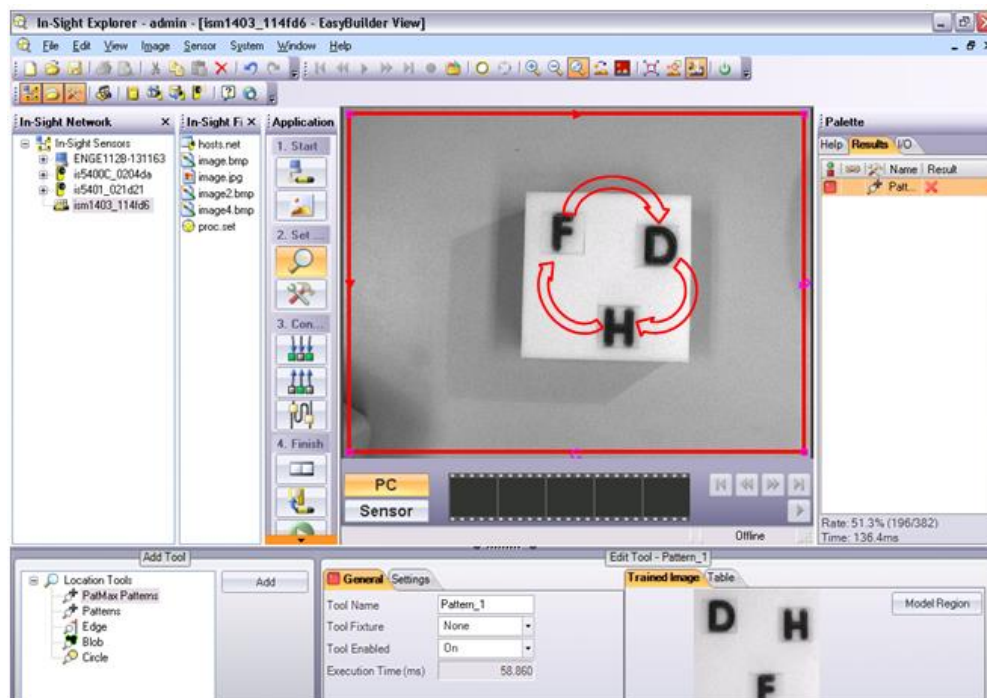 In-Sight Explorer - admin - [ism1403_114fd6 - EasyBuilder View]
File Edit View Image Sensor System Window Help
In-Sight Network
In-Sight Sensors
ENGE112B-131163
is5400C_0204da
is5401_021d21
ism1403_114fd6
In-Sight Fi
hosts.net
image.bmp
image.jpg
image2.bmp
image4.bmp
proc.set
Application
1. Start
2. Set ...
3. Con...
4. Finish
F D
H
PC
Sensor
Offline
Palette
Help Results I/O
Name Result
Patt...
Rate: 51.3% (196/382)
Time: 136.4ms
Add Tool
Location Tools
PatMax Patterns
Patterns
Edge
Blob
Circle
Add
Edit Tool - Pattern_1
General Settings
Tool Name Pattern_1
Tool Fixture None
Tool Enabled On
Execution Time (ms) 58.860
Trained Image Table
Model Region
D H
F